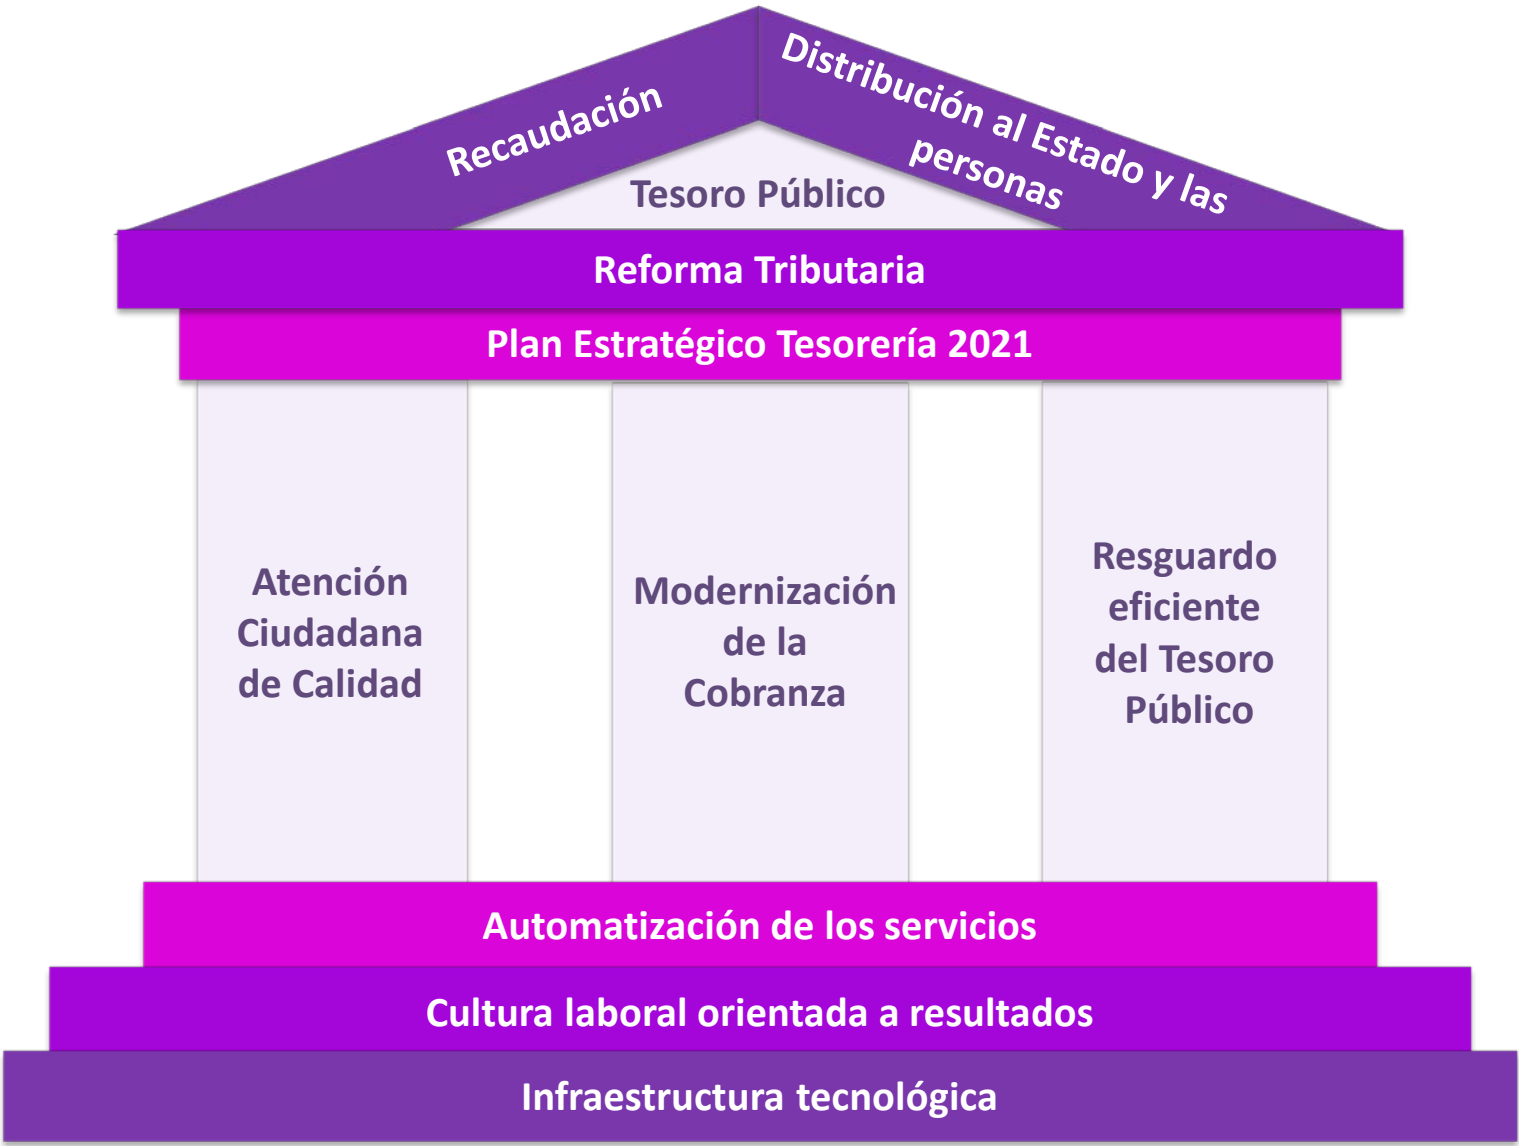 Recaudación
Distribución al Estado y las
personas
Tesoro Público
Reforma Tributaria
Plan Estratégico Tesorería 2021
Atención
Ciudadana
de Calidad
Modernización
de la
Cobranza
Resguardo
eficiente
del Tesoro
Público
Automatización de los servicios
Cultura laboral orientada a resultados
Infraestructura tecnológica